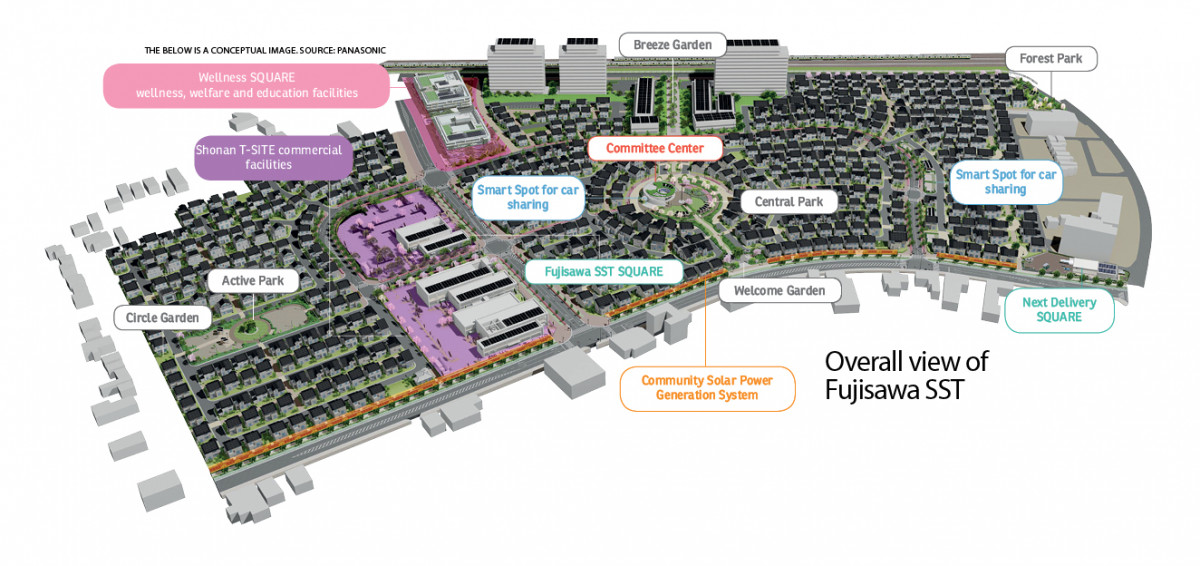 Breeze Garden
THE BELOW IS A CONCEPTUAL IMAGE. SOURCE: PANASONIC
Forest Park
Wellness SQUARE
wellness, welfare and education facilities
Shonan T-SITE commercial
facilities
Committee Center
Smart Spot for car
sharing
Smart Spot for car
sharing
Central Park
Fujisawa SST SQUARE
Active Park
Welcome Garden
Circle Garden
Next Delivery
SQUARE
Overall view of
Fujisawa SST
Community Solar Power
Generation System